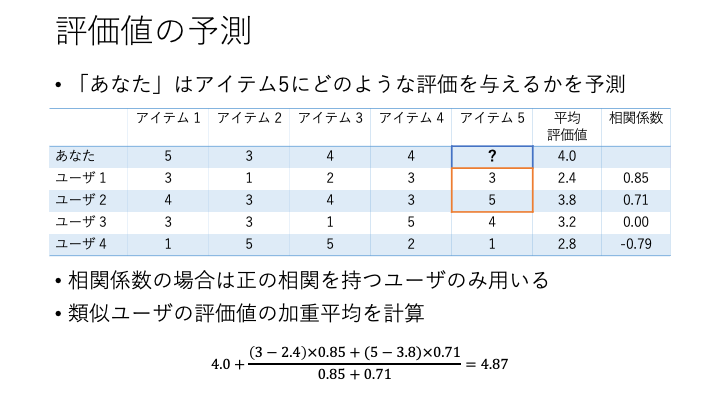 評価値の予測
• 「あなた」はアイテム5にどのような評価を与えるかを予測
アイテム 1 アイテム 2 アイテム 3 アイテム 4 アイテム 5 平均評価値 相関係数
あなた 5 3 4 4 ? 4.0
ユーザ 1 3 1 2 3 3 2.4 0.85
ユーザ 2 4 3 4 3 5 3.8 0.71
ユーザ 3 3 3 1 5 4 3.2 0.00
ユーザ 4 1 5 5 2 1 2.8 -0.79
• 相関係数の場合は正の相関を持つユーザのみ用いる
• 類似ユーザの評価値の加重平均を計算
(3 − 2.4)×0.85 + (5 − 3.8)×0.71
4.0 + = 4.87
0.85 + 0.71